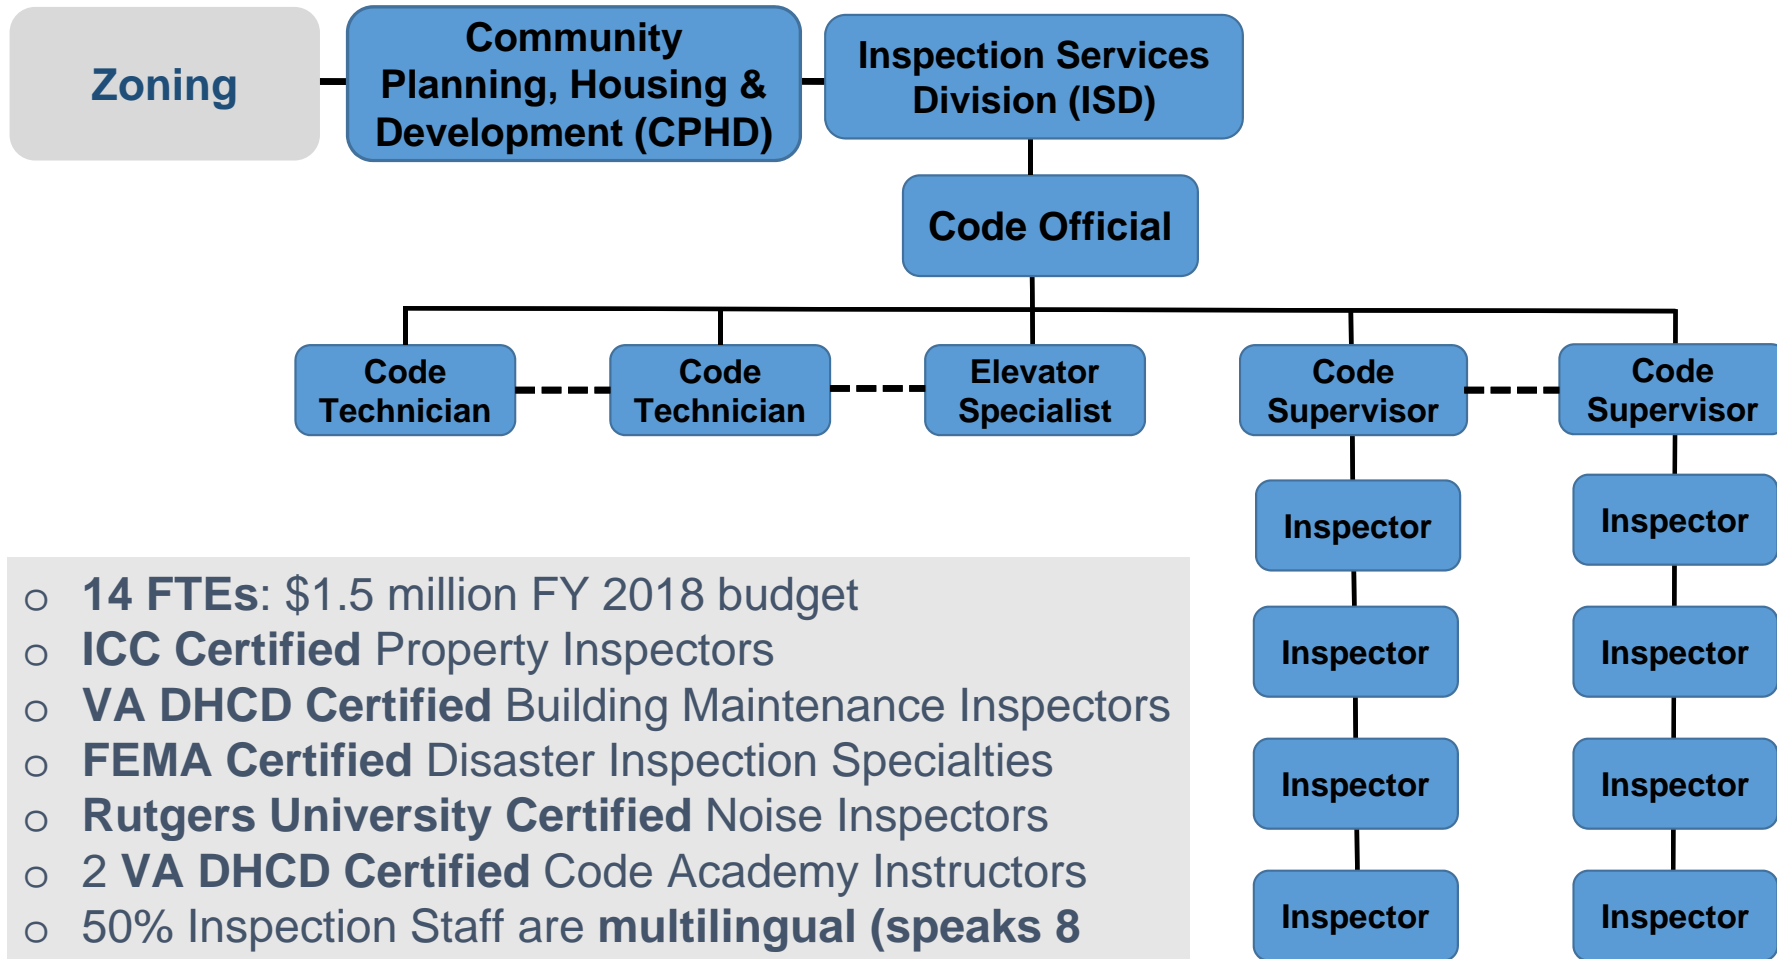 Zoning
Community
Planning, Housing &
Development (CPHD)
Inspection Services
Division (ISD)
Code Official
Code
Technician
Code
Technician
Elevator
Specialist
Code
Supervisor
Code
Supervisor
Inspector
Inspector
Inspector
Inspector
Inspector
Inspector
Inspector
Inspector
o 14 FTEs: $1.5 million FY 2018 budget
o ICC Certified Property Inspectors
o VA DHCD Certified Building Maintenance Inspectors
o FEMA Certified Disaster Inspection Specialties
o Rutgers University Certified Noise Inspectors
o 2 VA DHCD Certified Code Academy Instructors
o 50% Inspection Staff are multilingual (speaks 8